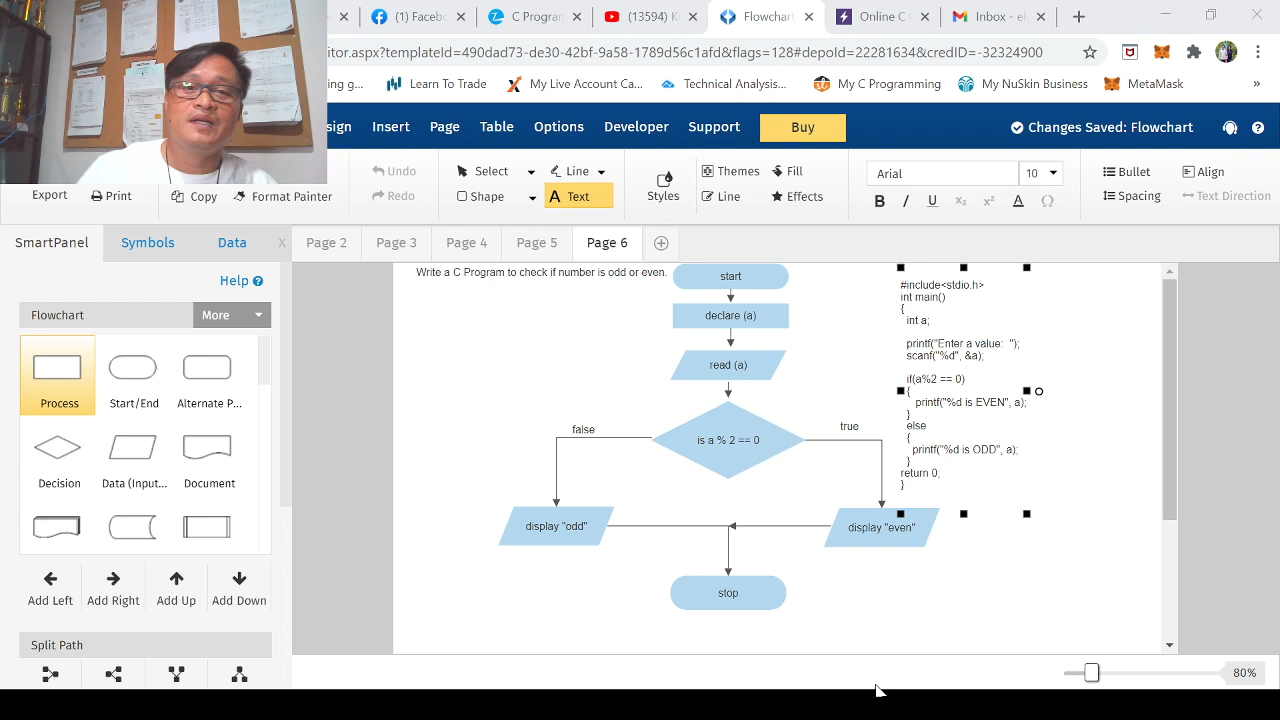 (1) Facebo
C Program
(13594) K
Flowchart
Online C C
Inbox - el
itor.aspx?templateId=490dad73-de30-42bf-9a58-1789d56c1afd&flags=128#depoId=22281634&credID=-32324900
ing g...
Learn To Trade
My Live Account Ca...
Technical Analysis...
My C Programming
My NuSkin Business
MetaMask
»
sign
Insert
Page
Table
Options
Developer
Support
Buy
Changes Saved: Flowchart
Export
Print
Copy
Format Painter
Undo
Redo
Select
Line
Shape
A Text
Styles
Themes
Fill
Line
Effects
Arial
10
B I U X₂ X² A Ω
Bullet
Align
Spacing
Text Direction
SmartPanel
Symbols
Data
X
Page 2
Page 3
Page 4
Page 5
Page 6
Help ?
Flowchart
More
Process
Start/End
Alternate P...
Decision
Data (Input...
Document
Add Left
Add Right
Add Up
Add Down
Split Path
Write a C Program to check if number is odd or even.
start
declare (a)
read (a)
is a % 2 == 0
false
true
display "odd"
display "even"
stop
#include<stdio.h>
int main()
{
int a;
printf("Enter a value:  ");
scanf("%d", &a);
if(a%2 == 0)
{
printf("%d is EVEN", a);
}
else
{
printf("%d is ODD", a);
}
return 0;
}
80%